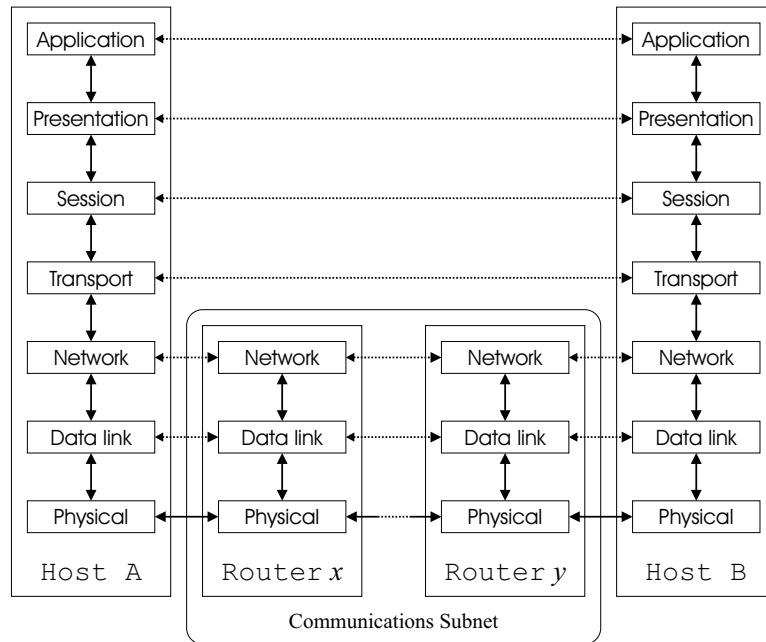 Application Application
Presentation Presentation
Session Session
Transport Transport
Network Network Network Network
Data link Data link Data link Data link
Physical Physical Physical Physical
Host A Router x Router y Host B
Communications Subnet